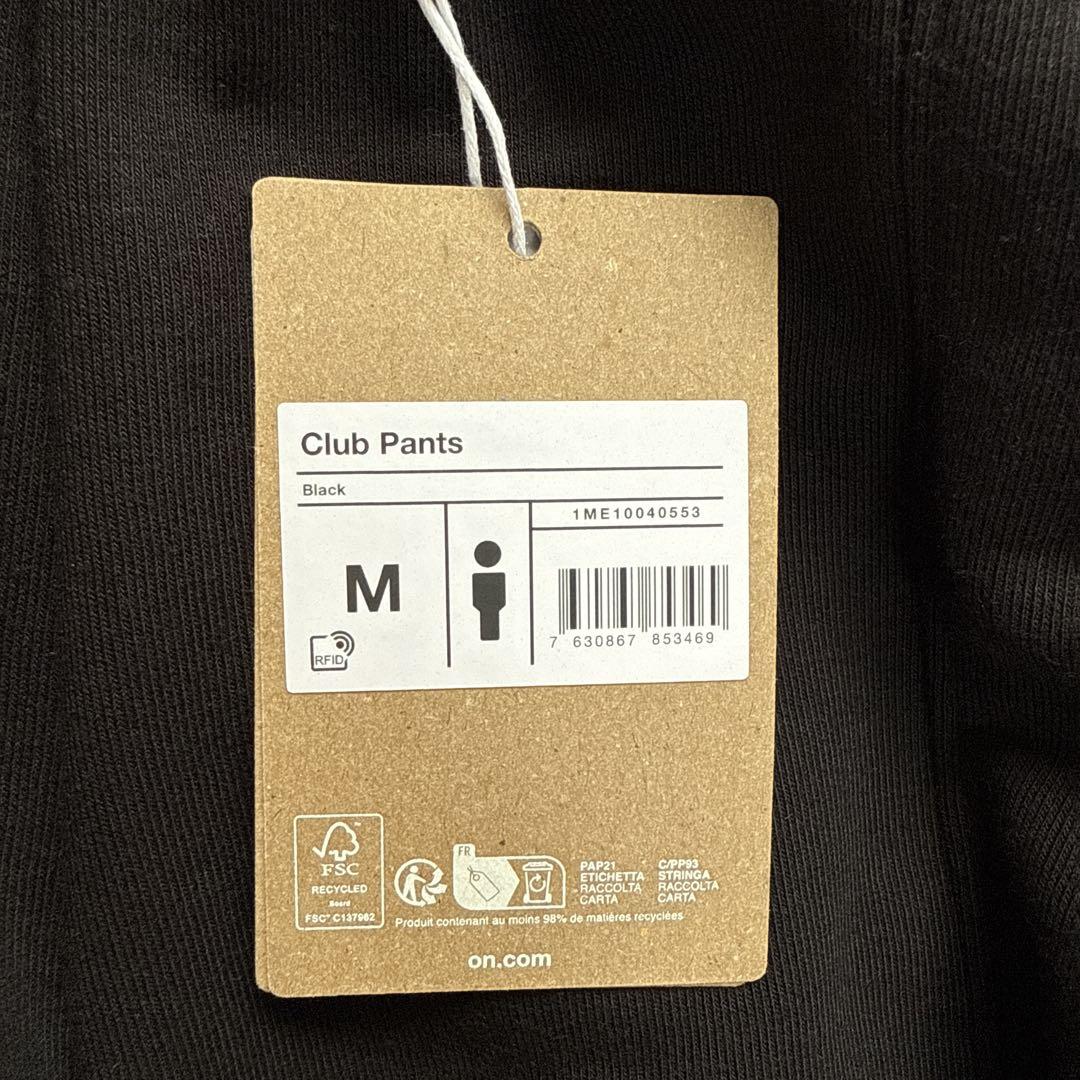 Club Pants
Black
1ME10040553
M
RFID
7 630867 853469
FSC
RECYCLED
Board
FSC® C137962
FR
PAP21
ETICHETTA
RACCOLTA
CARTA
C/PP93
STRINGA
RACCOLTA
CARTA
Produit contenant au moins 98% de matières recyclées
on.com